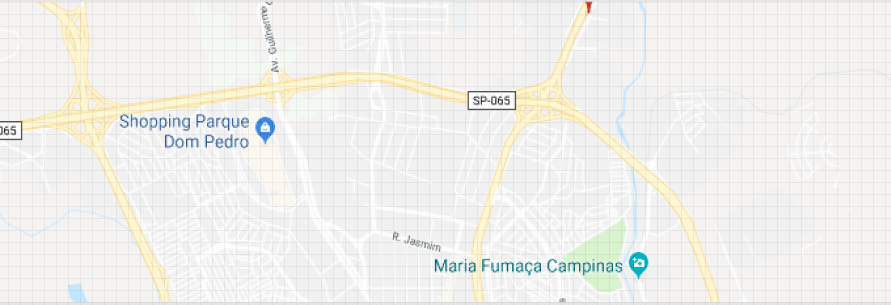 Av. Guilherme
SP-065
065
Shopping Parque
Dom Pedro
R. Jasmim
Maria Fumaça Campinas